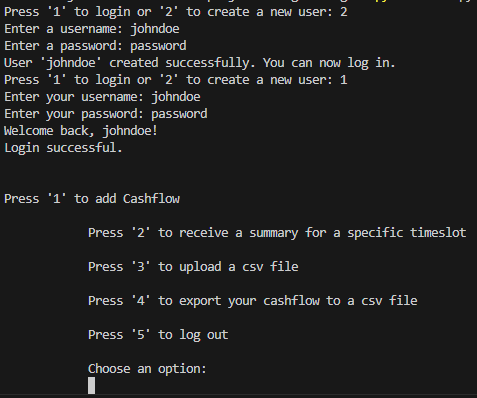 Press '1' to login or '2' to create a new user: 2
Enter a username: johndoe
Enter a password: password
User 'johndoe' created successfully. You can now log in.
Press '1' to login or '2' to create a new user: 1
Enter your username: johndoe
Enter your password: password
Welcome back, johndoe!
Login successful.
Press '1' to add Cashflow
Press '2' to receive a summary for a specific timeslot
Press '3' to upload a csv file
Press '4' to export your cashflow to a csv file
Press '5' to log out
Choose an option: